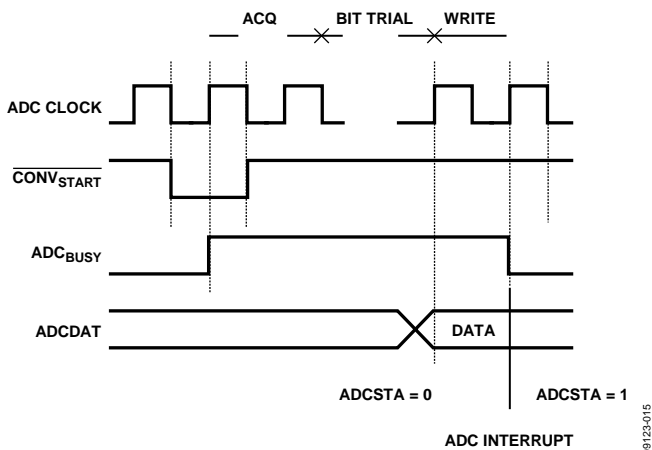 ACQ BIT TRIAL WRITE
ADC CLOCK
CONVSTART
ADCBUSY
ADCDAT
DATA
ADCSTA = 0 ADCSTA = 1
ADC INTERRUPT
09123-015